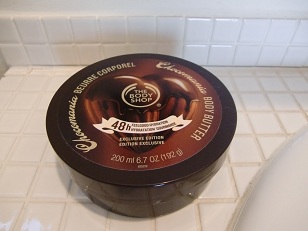 Chocomania BEURRE CORPOREL
Chocomania BODY BUTTER
THE
BODY
SHOP
48h
EXCLUSIVE EDITION
EDITION EXCLUSIVE
200 ml 6.7 OZ (192 g)